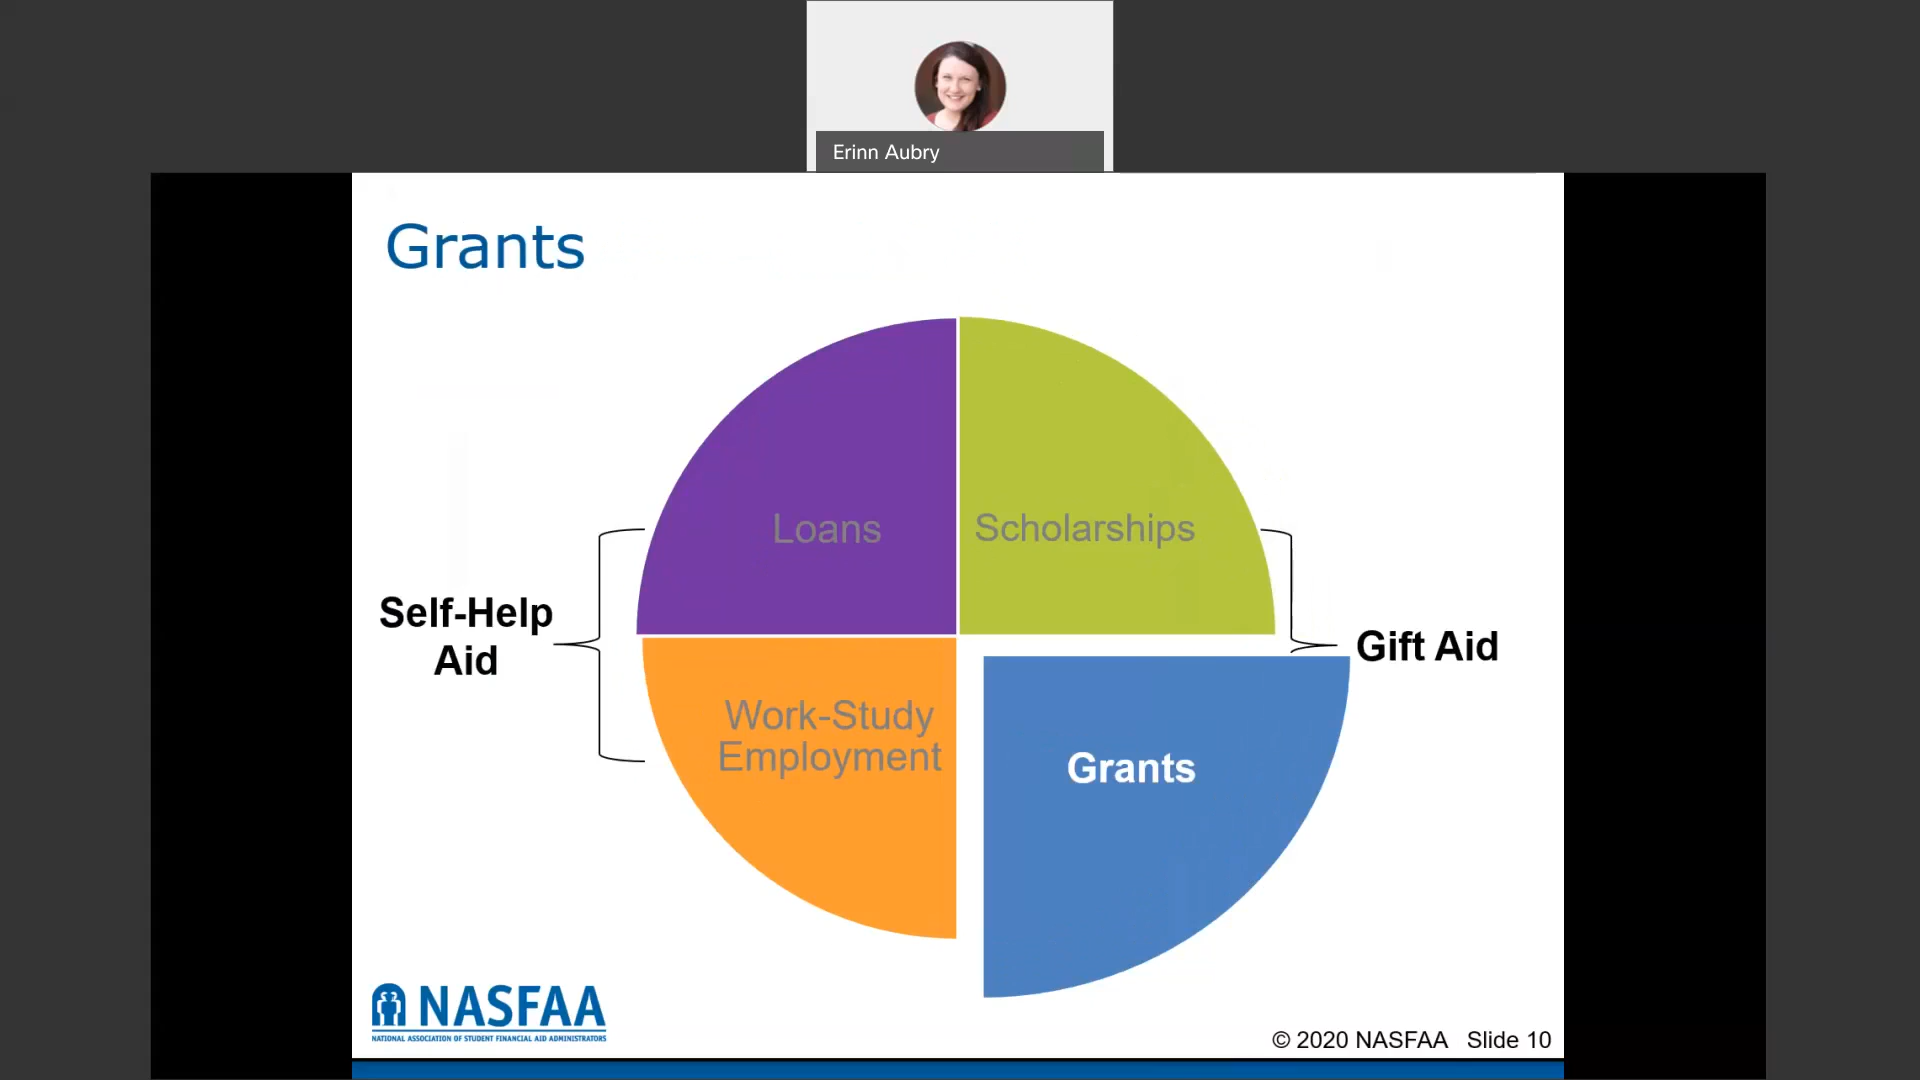 Erinn Aubry
Grants
Loans
Scholarships
Self-Help
Aid
Gift Aid
Work-Study
Employment
Grants
NASFAA
NATIONAL ASSOCIATION OF STUDENT FINANCIAL AID ADMINISTRATORS
© 2020 NASFAA Slide 10